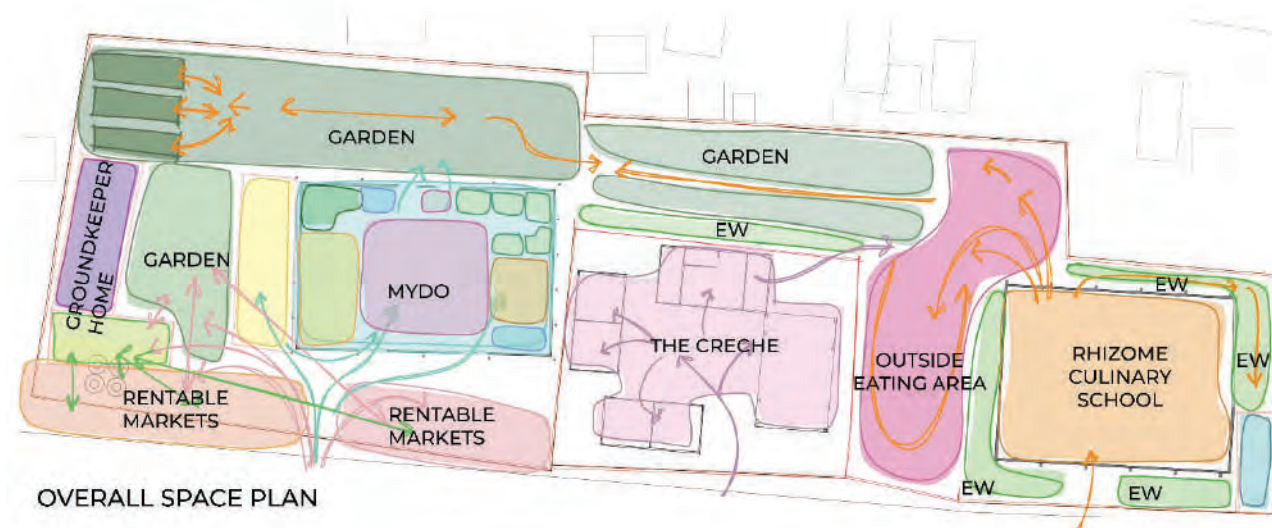 GARDEN
GARDEN
GROUNDKEEPER
HOME
GARDEN
EW
MYDO
THE CRECHE
OUTSIDE
EATING AREA
EW
RHIZOME
CULINARY
SCHOOL
EW
RENTABLE
MARKETS
RENTABLE
MARKETS
EW
EW
OVERALL SPACE PLAN